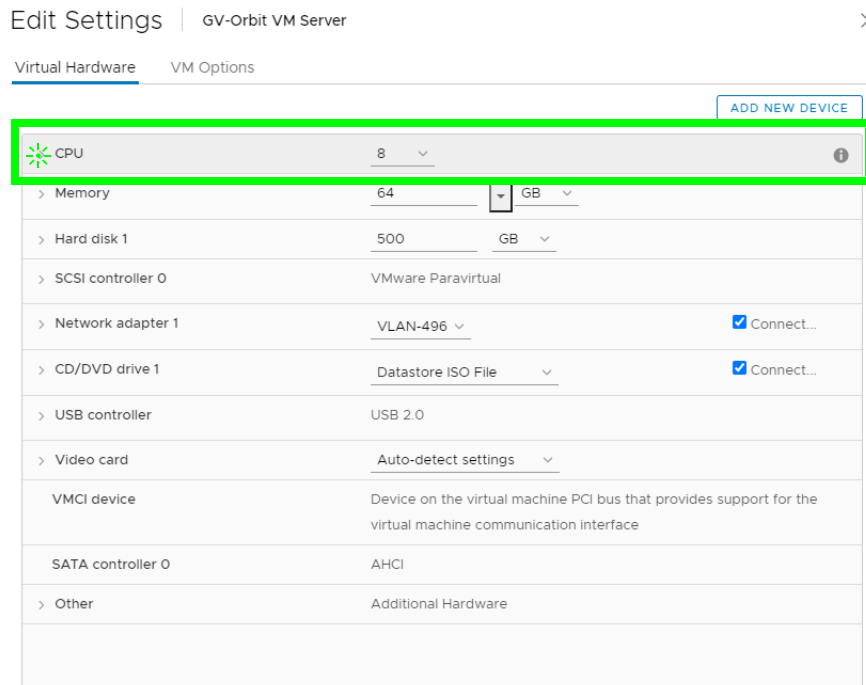 Edit Settings | GV-Orbit VM Server
Virtual Hardware VM Options
ADD NEW DEVICE
CPU 8
Memory 64 GB
Hard disk 1 500 GB
SCSI controller 0 VMware Paravirtual
Network adapter 1 VLAN-496 Connect...
CD/DVD drive 1 Datastore ISO File Connect...
USB controller USB 2.0
Video card Auto-detect settings
VMCI device Device on the virtual machine PCI bus that provides support for the
virtual machine communication interface
SATA controller 0 AHCI
Other Additional Hardware